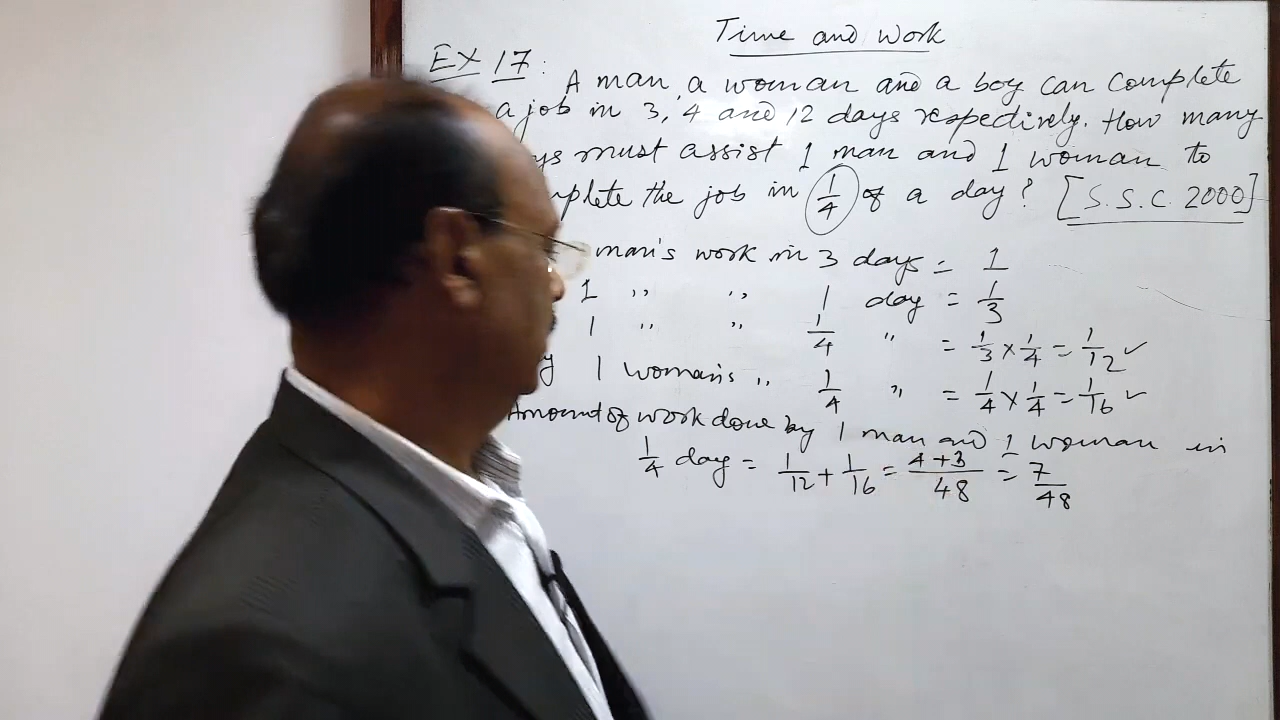 Time and Work
EX 17: A man, a woman and a boy can complete
a job in 3, 4 and 12 days respectively. How many
ys must assist 1 man and 1 woman to
plete the job in 1/4 of a day? [S.S.C. 2000]
man's work in 3 days = 1
1 ,, ,, 1 day = 1/3
1 ,, ,, 1/4 ,, = 1/3 × 1/4 = 1/12 ✓
y 1 woman's ,, 1/4 ,, = 1/4 × 1/4 = 1/16 ✓
Amount of work done by 1 man and 1 woman in
1/4 day = 1/12 + 1/16 = 4+3/48 = 7/48